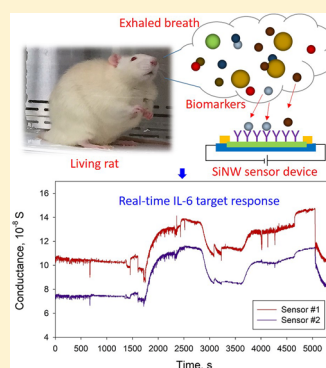 Exhaled breath
Biomarkers
Living rat
SiNW sensor device
Real-time IL-6 target response
Conductance, 10⁻⁸ S
16
14
12
10
8
6
4
Sensor #1
Sensor #2
0 500 1000 1500 2000 2500 3000 3500 4000 4500 5000
Time, s